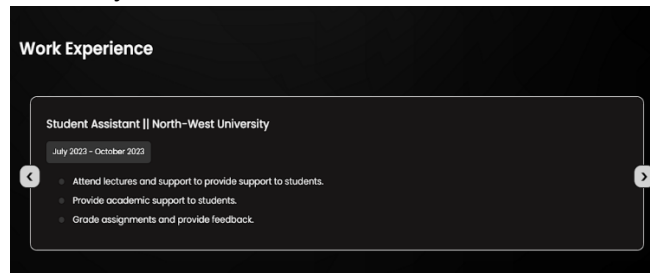 Work Experience
Student Assistant || North-West University
July 2023 - October 2023
Attend lectures and support to provide support to students.
Provide academic support to students.
Grade assignments and provide feedback.